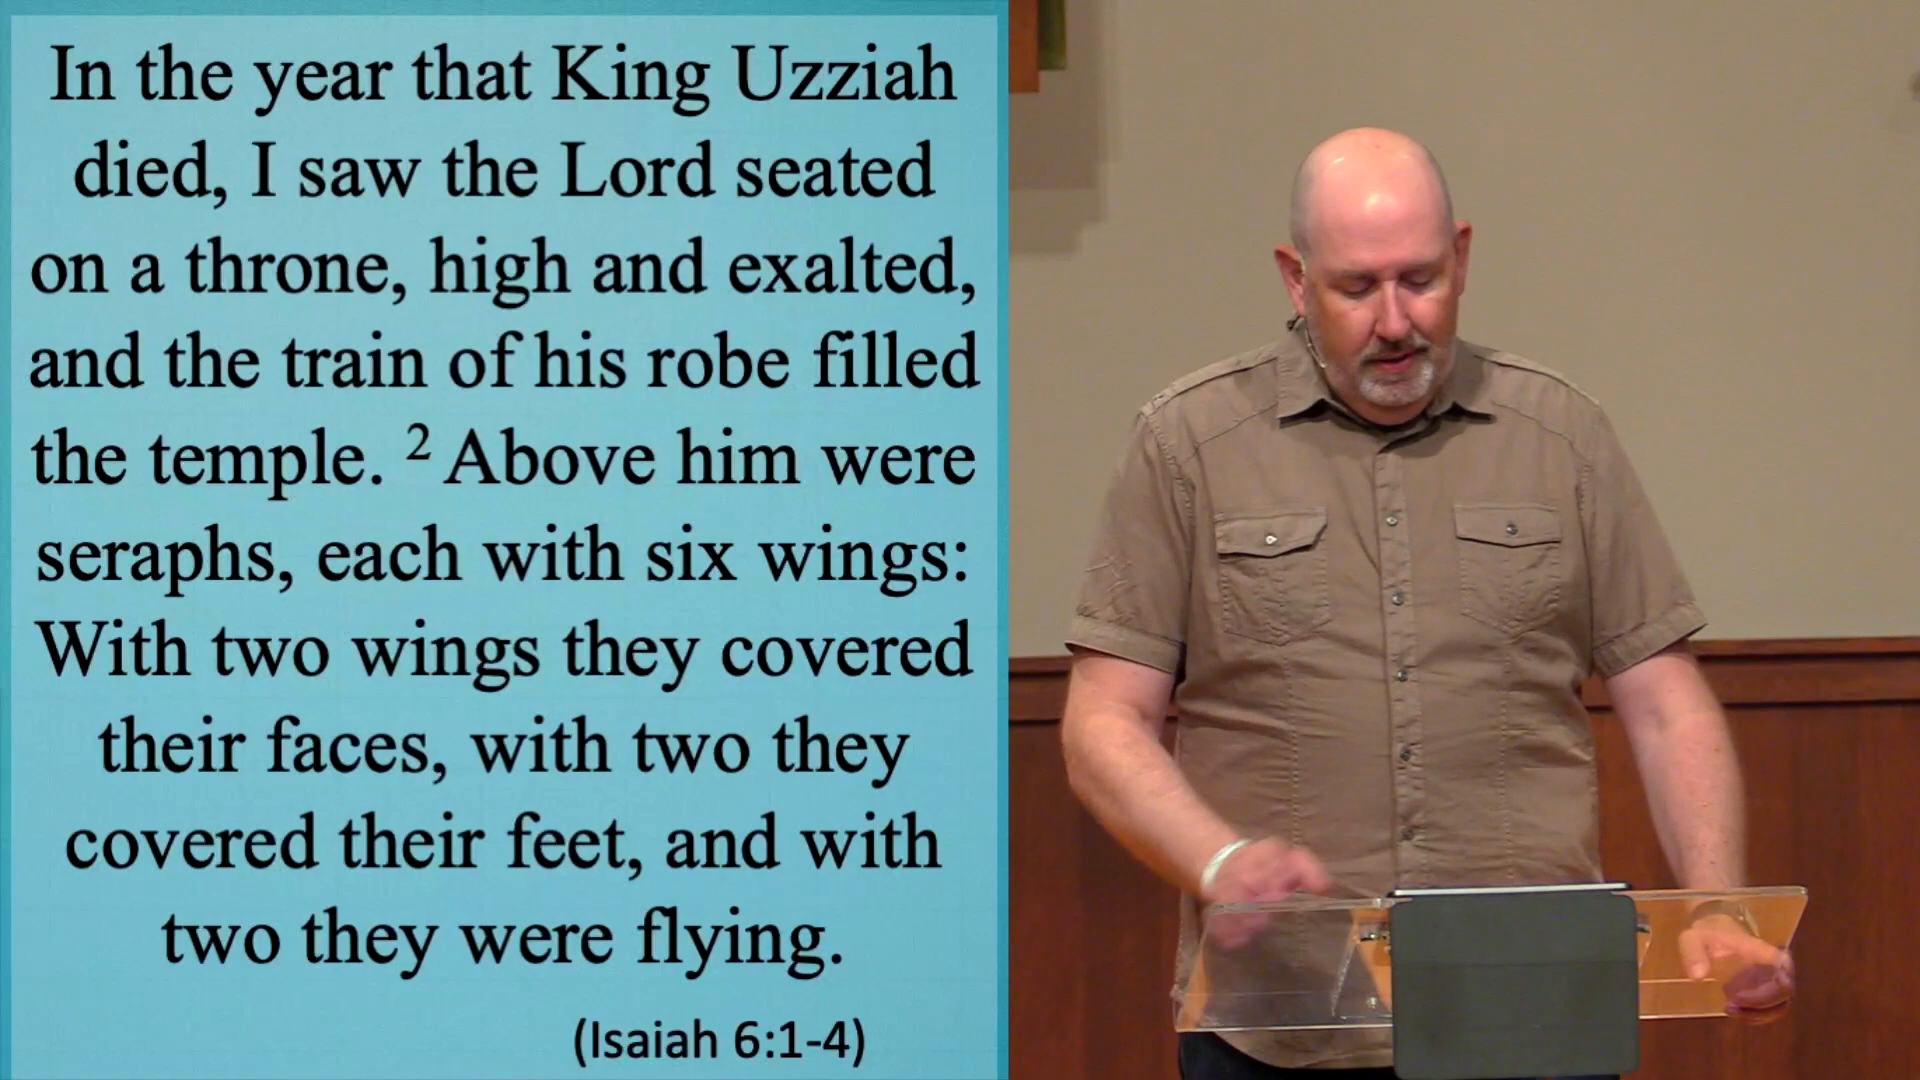 In the year that King Uzziah
died, I saw the Lord seated
on a throne, high and exalted,
and the train of his robe filled
the temple. ² Above him were
seraphs, each with six wings:
With two wings they covered
their faces, with two they
covered their feet, and with
two they were flying.
(Isaiah 6:1-4)